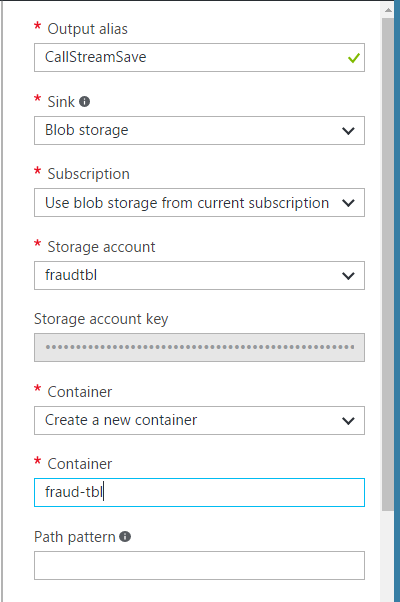 * Output alias
CallStreamSave
* Sink
Blob storage
* Subscription
Use blob storage from current subscription
* Storage account
fraudtbl
Storage account key
••••••••••••••••••••••••••••••••••••••••••••••••••••
* Container
Create a new container
* Container
fraud-tbl
Path pattern